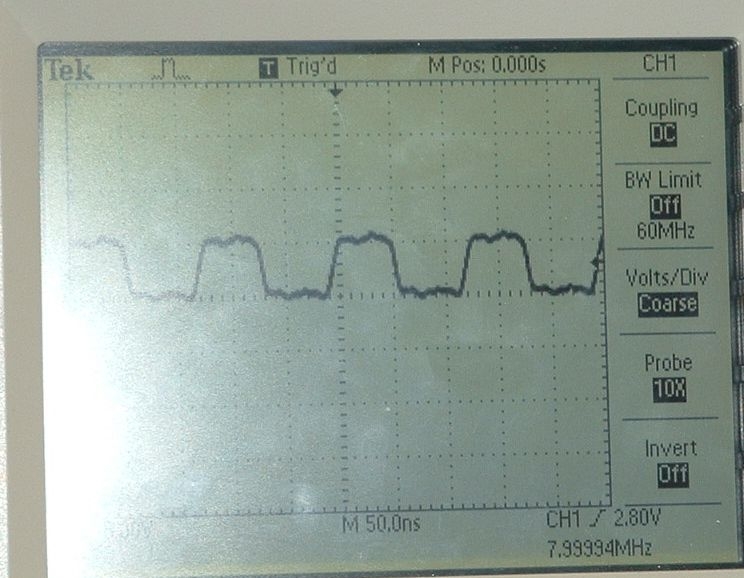 Tek T Trig'd M Pos: 0.000s CH1
Coupling
DC
BW Limit
Off
60MHz
Volts/Div
Coarse
Probe
10X
Invert
Off
M 50.0ns CH1 2.80V
7.99994MHz